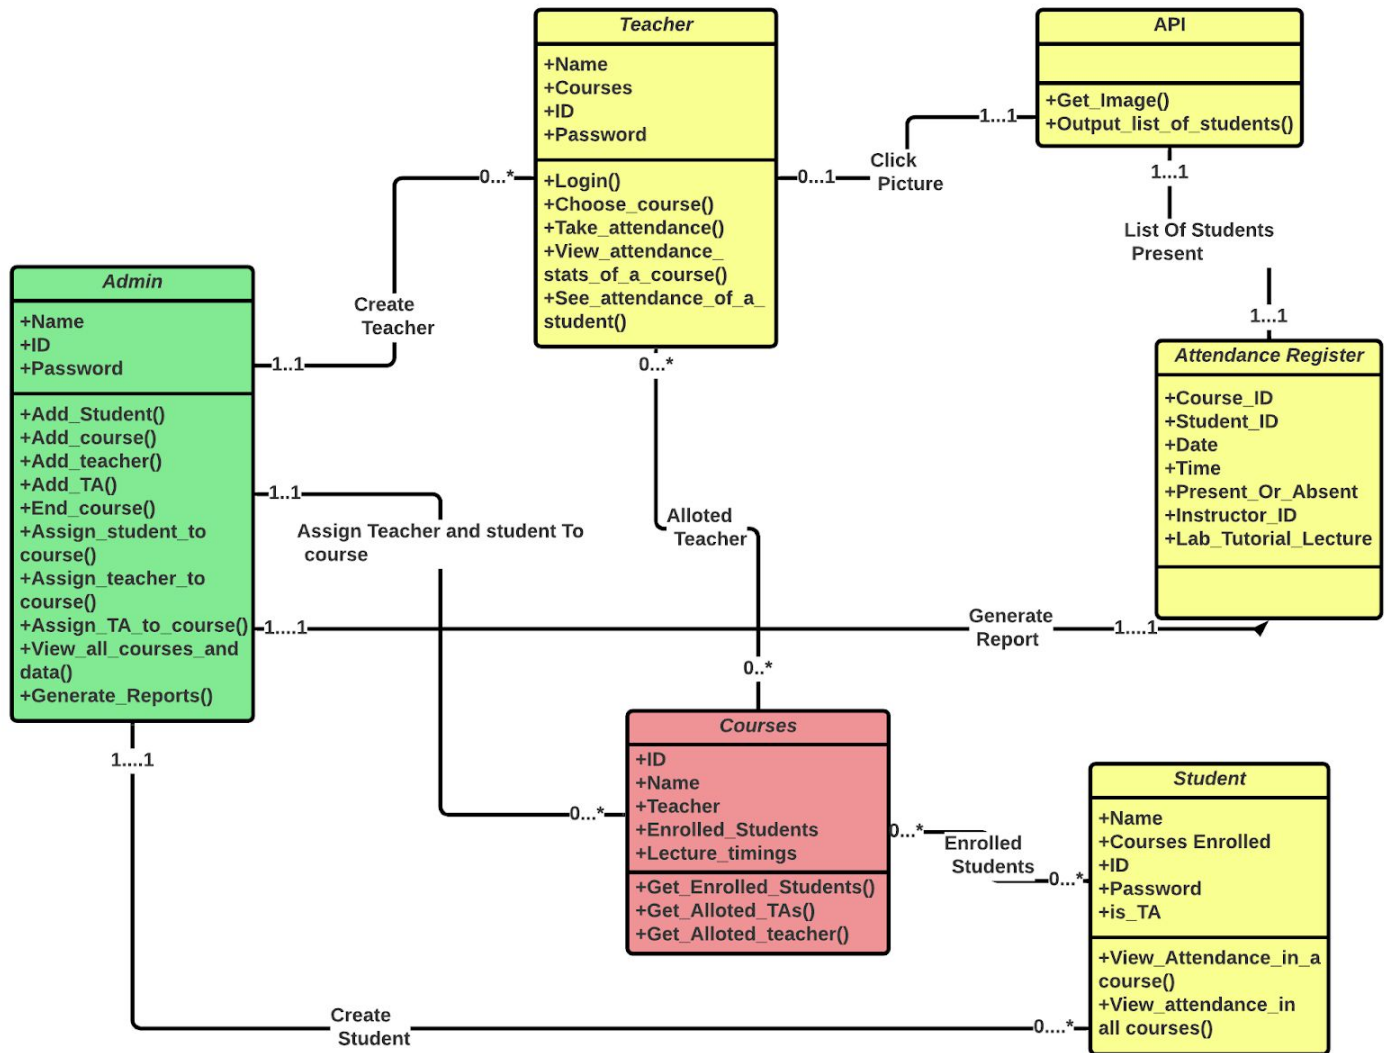 Teacher
+Name
+Courses
+ID
+Password
+Login()
+Choose_course()
+Take_attendance()
+View_attendance_
stats_of_a_course()
+See_attendance_of_a_
student()
API
+Get_Image()
+Output_list_of_students()
1...1
Click
Picture
0...1
0...*
1...1
List Of Students
Present
1...1
Admin
+Name
+ID
+Password
+Add_Student()
+Add_course()
+Add_teacher()
+Add_TA()
+End_course()
+Assign_student_to
course()
+Assign_teacher_to
course()
+Assign_TA_to_course()
+View_all_courses_and
data()
+Generate_Reports()
Create
Teacher
1..1
0...*
Attendance Register
+Course_ID
+Student_ID
+Date
+Time
+Present_Or_Absent
+Instructor_ID
+Lab_Tutorial_Lecture
1..1
Assign Teacher and student To
course
Alloted
Teacher
1....1
Generate
Report
1....1
0..*
Courses
+ID
+Name
+Teacher
+Enrolled_Students
+Lecture_timings
+Get_Enrolled_Students()
+Get_Alloted_TAs()
+Get_Alloted_teacher()
1....1
0...*
0...*
Enrolled
Students
0...*
Student
+Name
+Courses Enrolled
+ID
+Password
+is_TA
+View_Attendance_in_a
course()
+View_attendance_in
all courses()
Create
Student
0....*